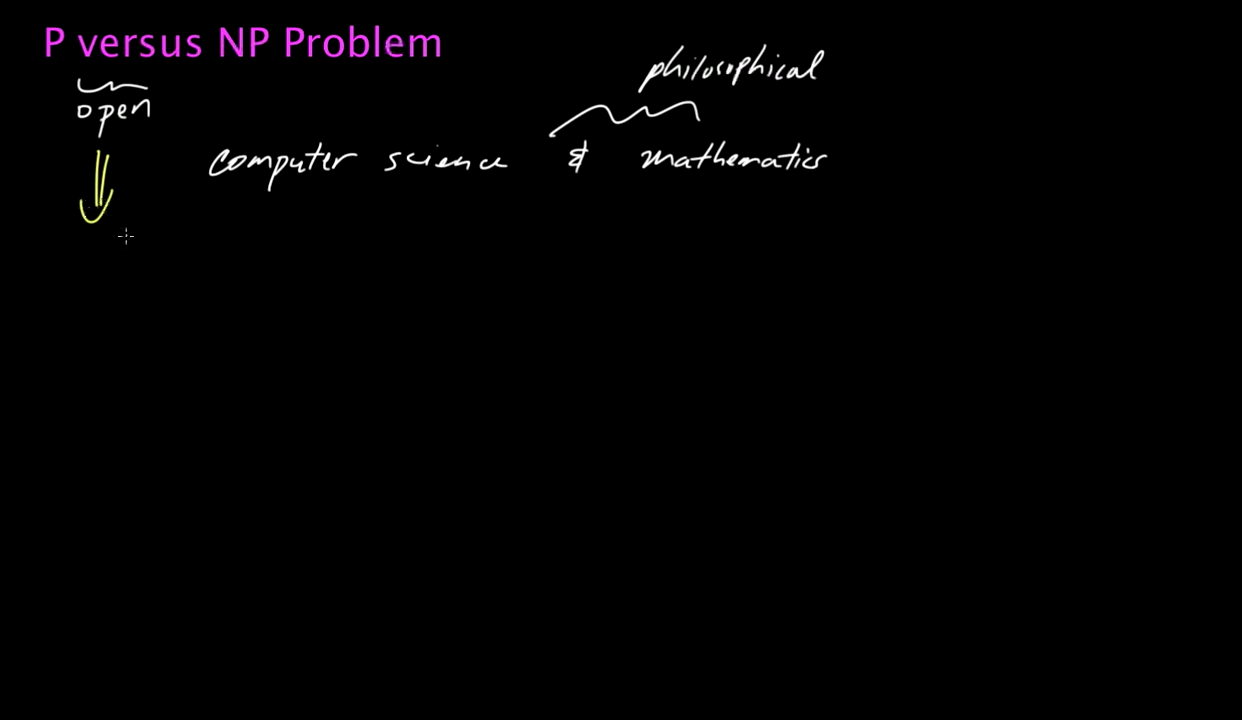 P versus NP Problem
philosophical
open
computer science & mathematics